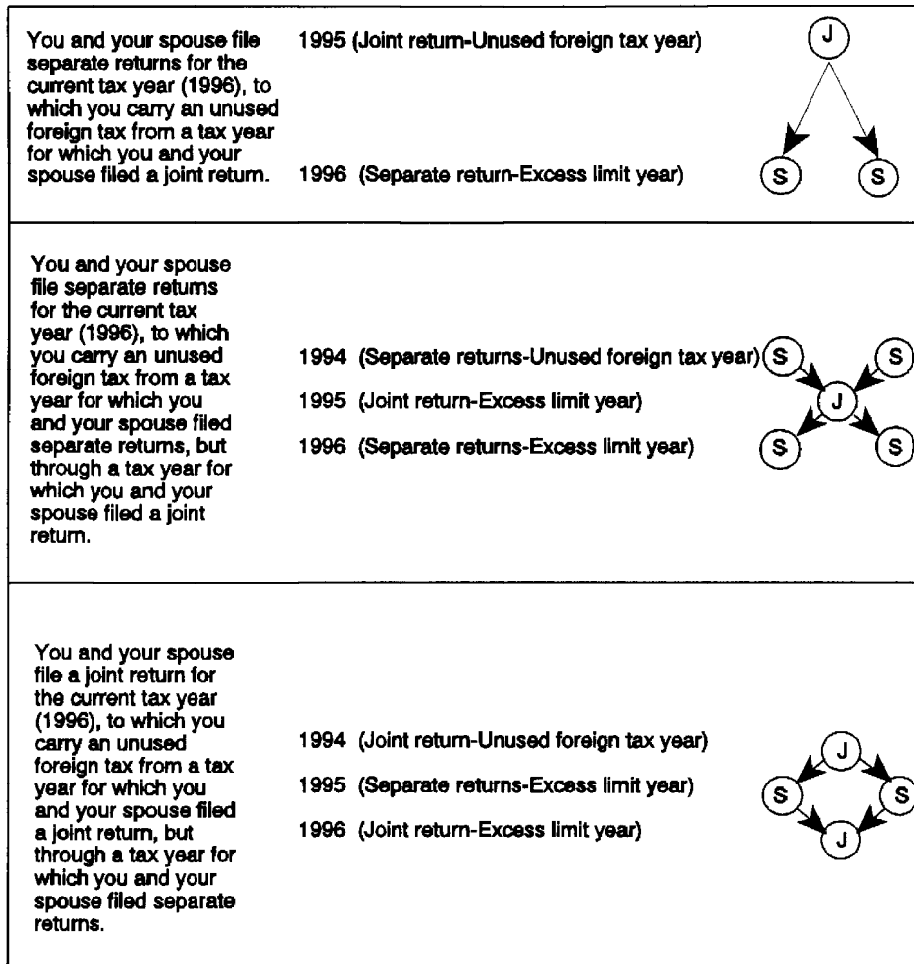 You and your spouse file
separate returns for the
current tax year (1996), to
which you carry an unused
foreign tax from a tax year
for which you and your
spouse filed a joint return.
1995 (Joint return-Unused foreign tax year)
J
1996 (Separate return-Excess limit year)
S S
You and your spouse
file separate returns
for the current tax
year (1996), to which
you carry an unused
foreign tax from a tax
year for which you
and your spouse filed
separate returns, but
through a tax year for
which you and your
spouse filed a joint
return.
1994 (Separate returns-Unused foreign tax year) S S
1995 (Joint return-Excess limit year) J
1996 (Separate returns-Excess limit year) S S
You and your spouse
file a joint return for
the current tax year
(1996), to which you
carry an unused
foreign tax from a tax
year for which you
and your spouse filed
a joint return, but
through a tax year for
which you and your
spouse filed separate
returns.
1994 (Joint return-Unused foreign tax year) J
1995 (Separate returns-Excess limit year) S S
1996 (Joint return-Excess limit year) J